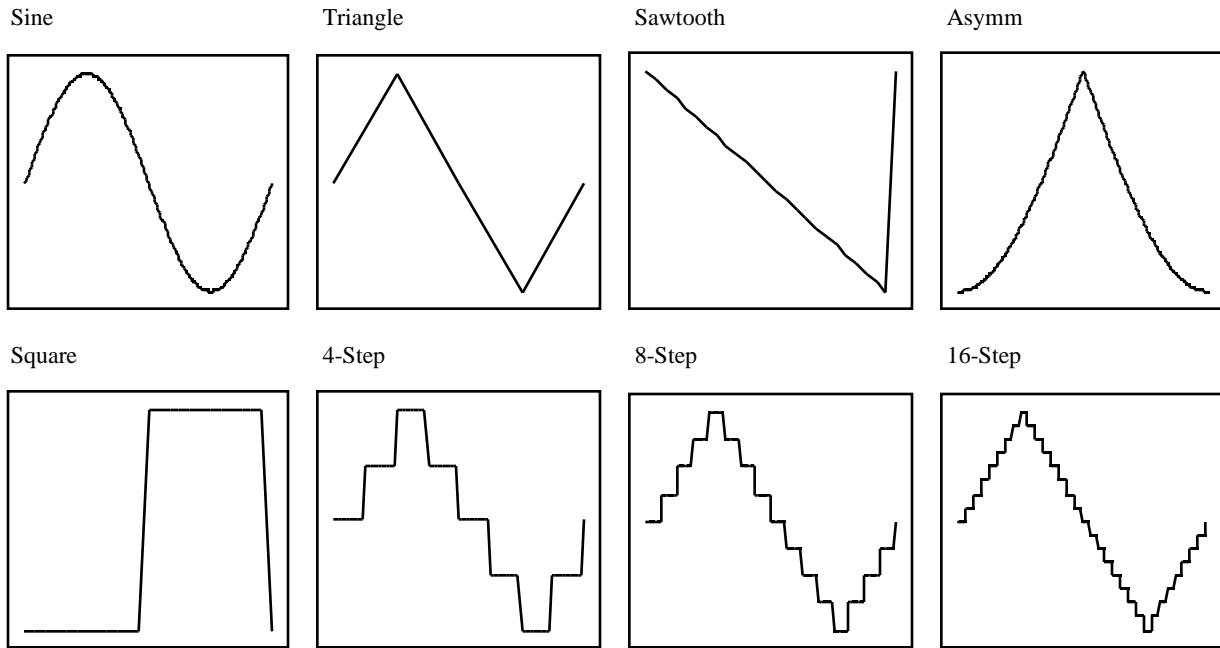 Sine
Triangle
Sawtooth
Asymm
Square
4-Step
8-Step
16-Step